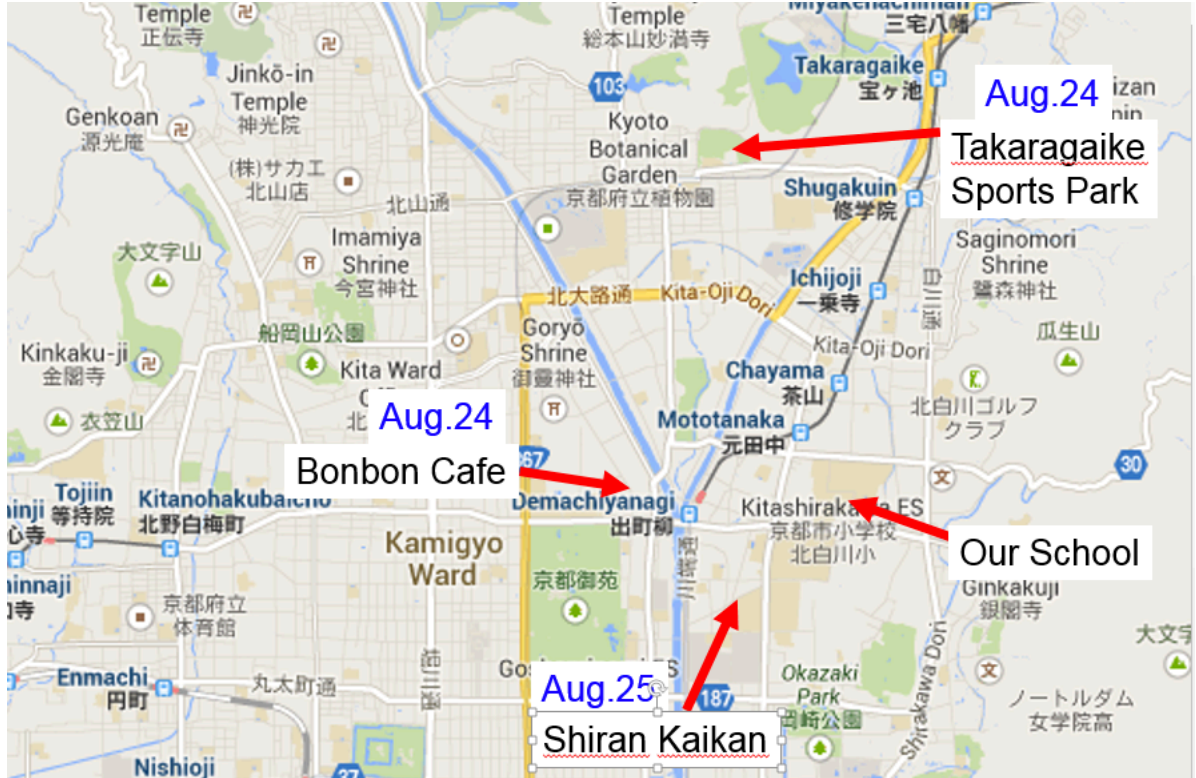 Temple
正伝寺
Temple
総本山妙満寺
Miyakehachiman
三宅八幡
Jinkō-in
Temple
神光院
103
Takaragaike
宝ヶ池
Aug.24
Takaragaike
Sports Park
Genkoan
源光庵
Kyoto
Botanical
Garden
京都府立植物園
(株)サカエ
北山店
北山通
Shugakuin
修学院
大文字山
Imamiya
Shrine
今宮神社
Saginomori
Shrine
鷺森神社
Ichijoji
一乗寺
白川通
北大路通
Kita-Oji Dori
船岡山公園
Goryō
Shrine
御霊神社
Kita-Oji Dori
瓜生山
Kinkaku-ji
金閣寺
Kita Ward
Chayama
茶山
衣笠山
北白川ゴルフ
クラブ
Aug.24
Bonbon Cafe
Mototanaka
元田中
367
30
Tojiin
等持院
Kitanohakubaicho
北野白梅町
Demachiyanagi
出町柳
Kitashirakawa ES
京都市小学校
北白川小
Our School
Kamigyo
Ward
京都御苑
Ginkakuji
銀閣寺
京都府立
体育館
Enmachi
円町
丸太町通
堀川通
Aug.25
187
Shiran Kaikan
Okazaki
Park
岡崎公園
Shirakawa Dori
ノートルダム
女学院高
Nishioji
37